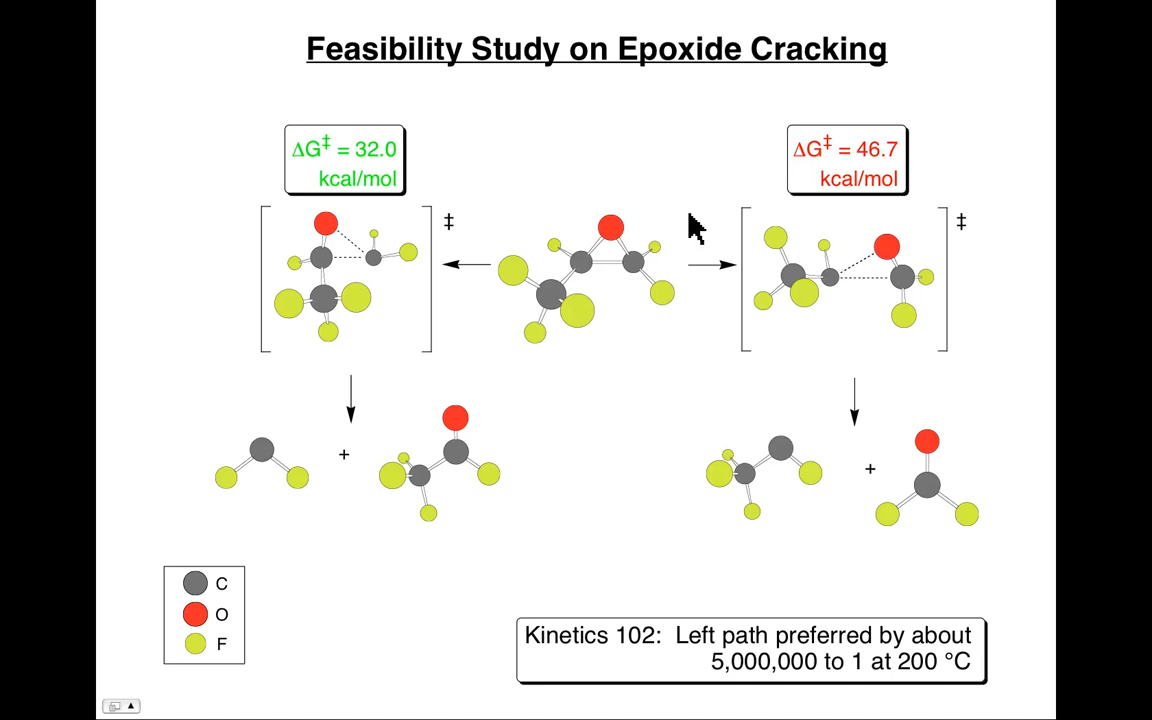 Feasibility Study on Epoxide Cracking
ΔG‡ = 32.0
kcal/mol
ΔG‡ = 46.7
kcal/mol
‡
‡
+
+
C
O
F
Kinetics 102: Left path preferred by about
5,000,000 to 1 at 200 °C